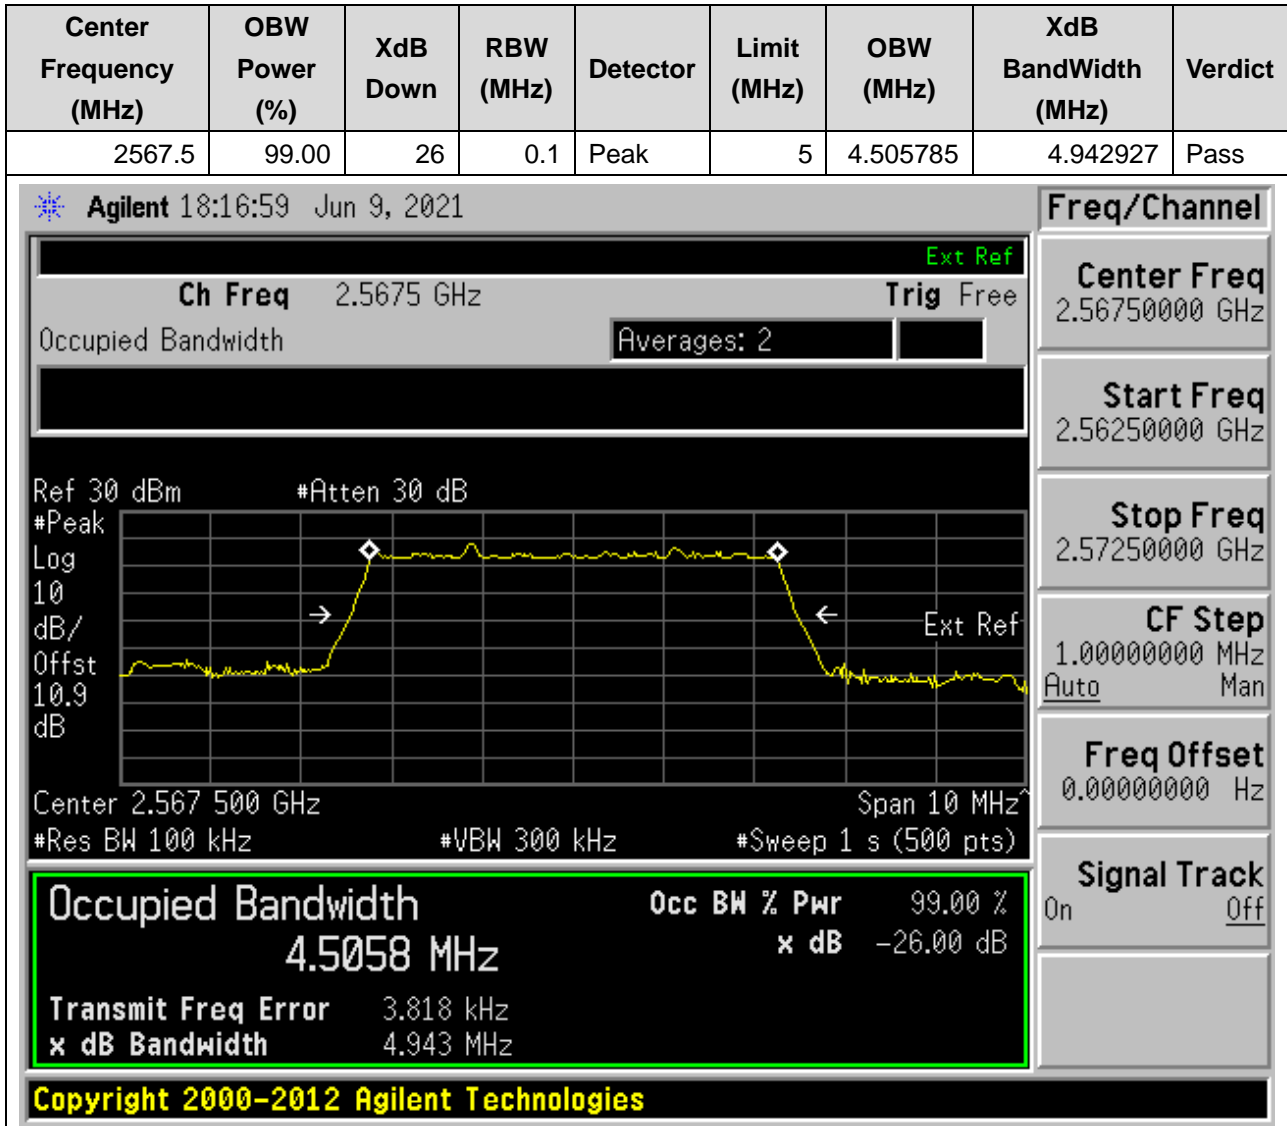 Center Frequency (MHz) OBW Power (%) XdB Down RBW (MHz) Detector Limit (MHz) OBW (MHz) XdB BandWidth (MHz) Verdict
2567.5 99.00 26 0.1 Peak 5 4.505785 4.942927 Pass
Agilent 18:16:59 Jun 9, 2021
Freq/Channel
Ext Ref
Ch Freq 2.5675 GHz Trig Free
Occupied Bandwidth Averages: 2
Center Freq
2.56750000 GHz
Start Freq
2.56250000 GHz
Stop Freq
2.57250000 GHz
CF Step
1.00000000 MHz
Auto Man
Freq Offset
0.00000000 Hz
Signal Track
On Off
Ref 30 dBm #Atten 30 dB
#Peak
Log
10
dB/
Offst
10.9
dB
Ext Ref
Center 2.567 500 GHz Span 10 MHz^
#Res BW 100 kHz #VBW 300 kHz #Sweep 1 s (500 pts)
Occupied Bandwidth Occ BW % Pwr 99.00 %
4.5058 MHz x dB -26.00 dB
Transmit Freq Error 3.818 kHz
x dB Bandwidth 4.943 MHz
Copyright 2000-2012 Agilent Technologies